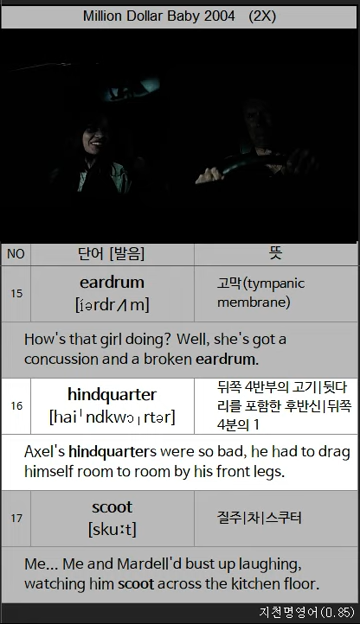 Million Dollar Baby 2004 (2X)
NO 단어 [발음] 뜻
15 eardrum
[íərdrʌm]
고막(tympanic
membrane)
How's that girl doing? Well, she's got a
concussion and a broken eardrum.
16 hindquarter
[haiˈndkwɔˌrtər]
뒤쪽 4반부의 고기|뒷다
리를 포함한 후반신|뒤쪽
4분의 1
Axel's hindquarters were so bad, he had to drag
himself room to room by his front legs.
17 scoot
[skuːt]
질주|차|스쿠터
Me... Me and Mardell'd bust up laughing,
watching him scoot across the kitchen floor.
지천명영어(0.85)